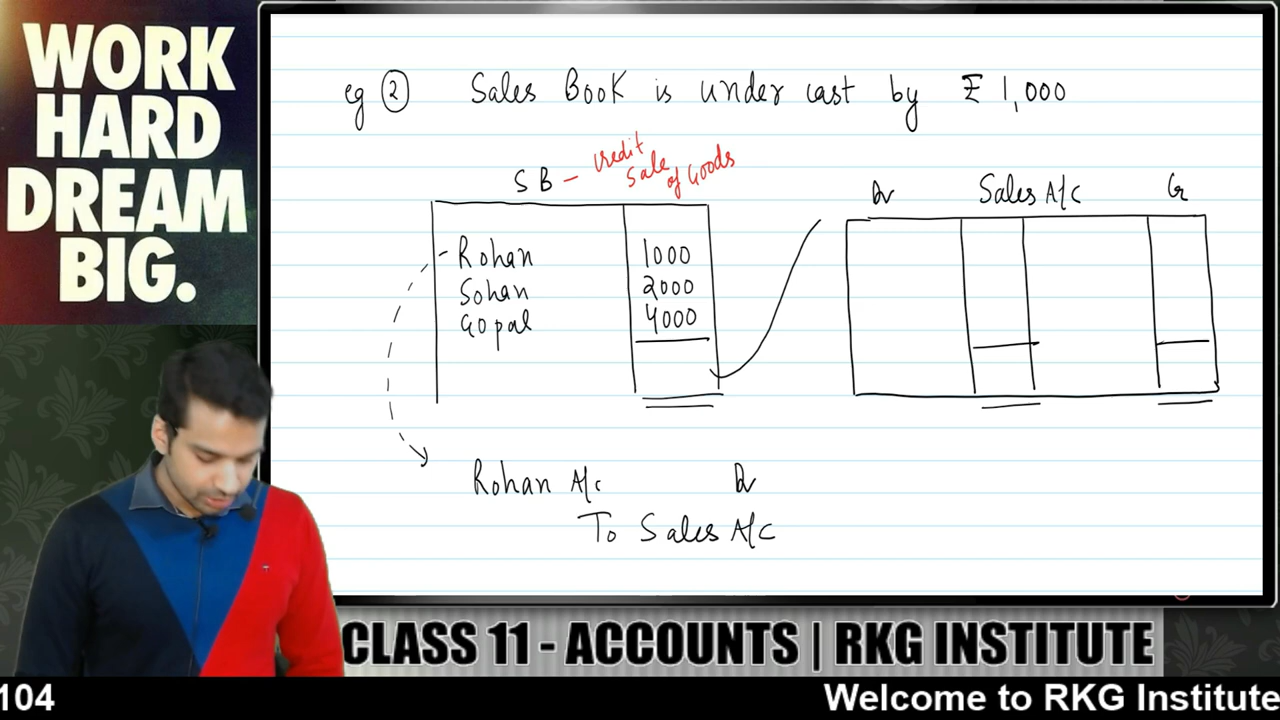 WORK
HARD
DREAM
BIG.
eg ② Sales Book is under cast by ₹ 1,000
SB - credit
Sale
of Goods
Rohan 1000
Sohan 2000
Gopal 4000
Dr Sales A/c Cr
Rohan A/c Dr
To Sales A/c
CLASS 11 - ACCOUNTS | RKG INSTITUTE
104 Welcome to RKG Institute